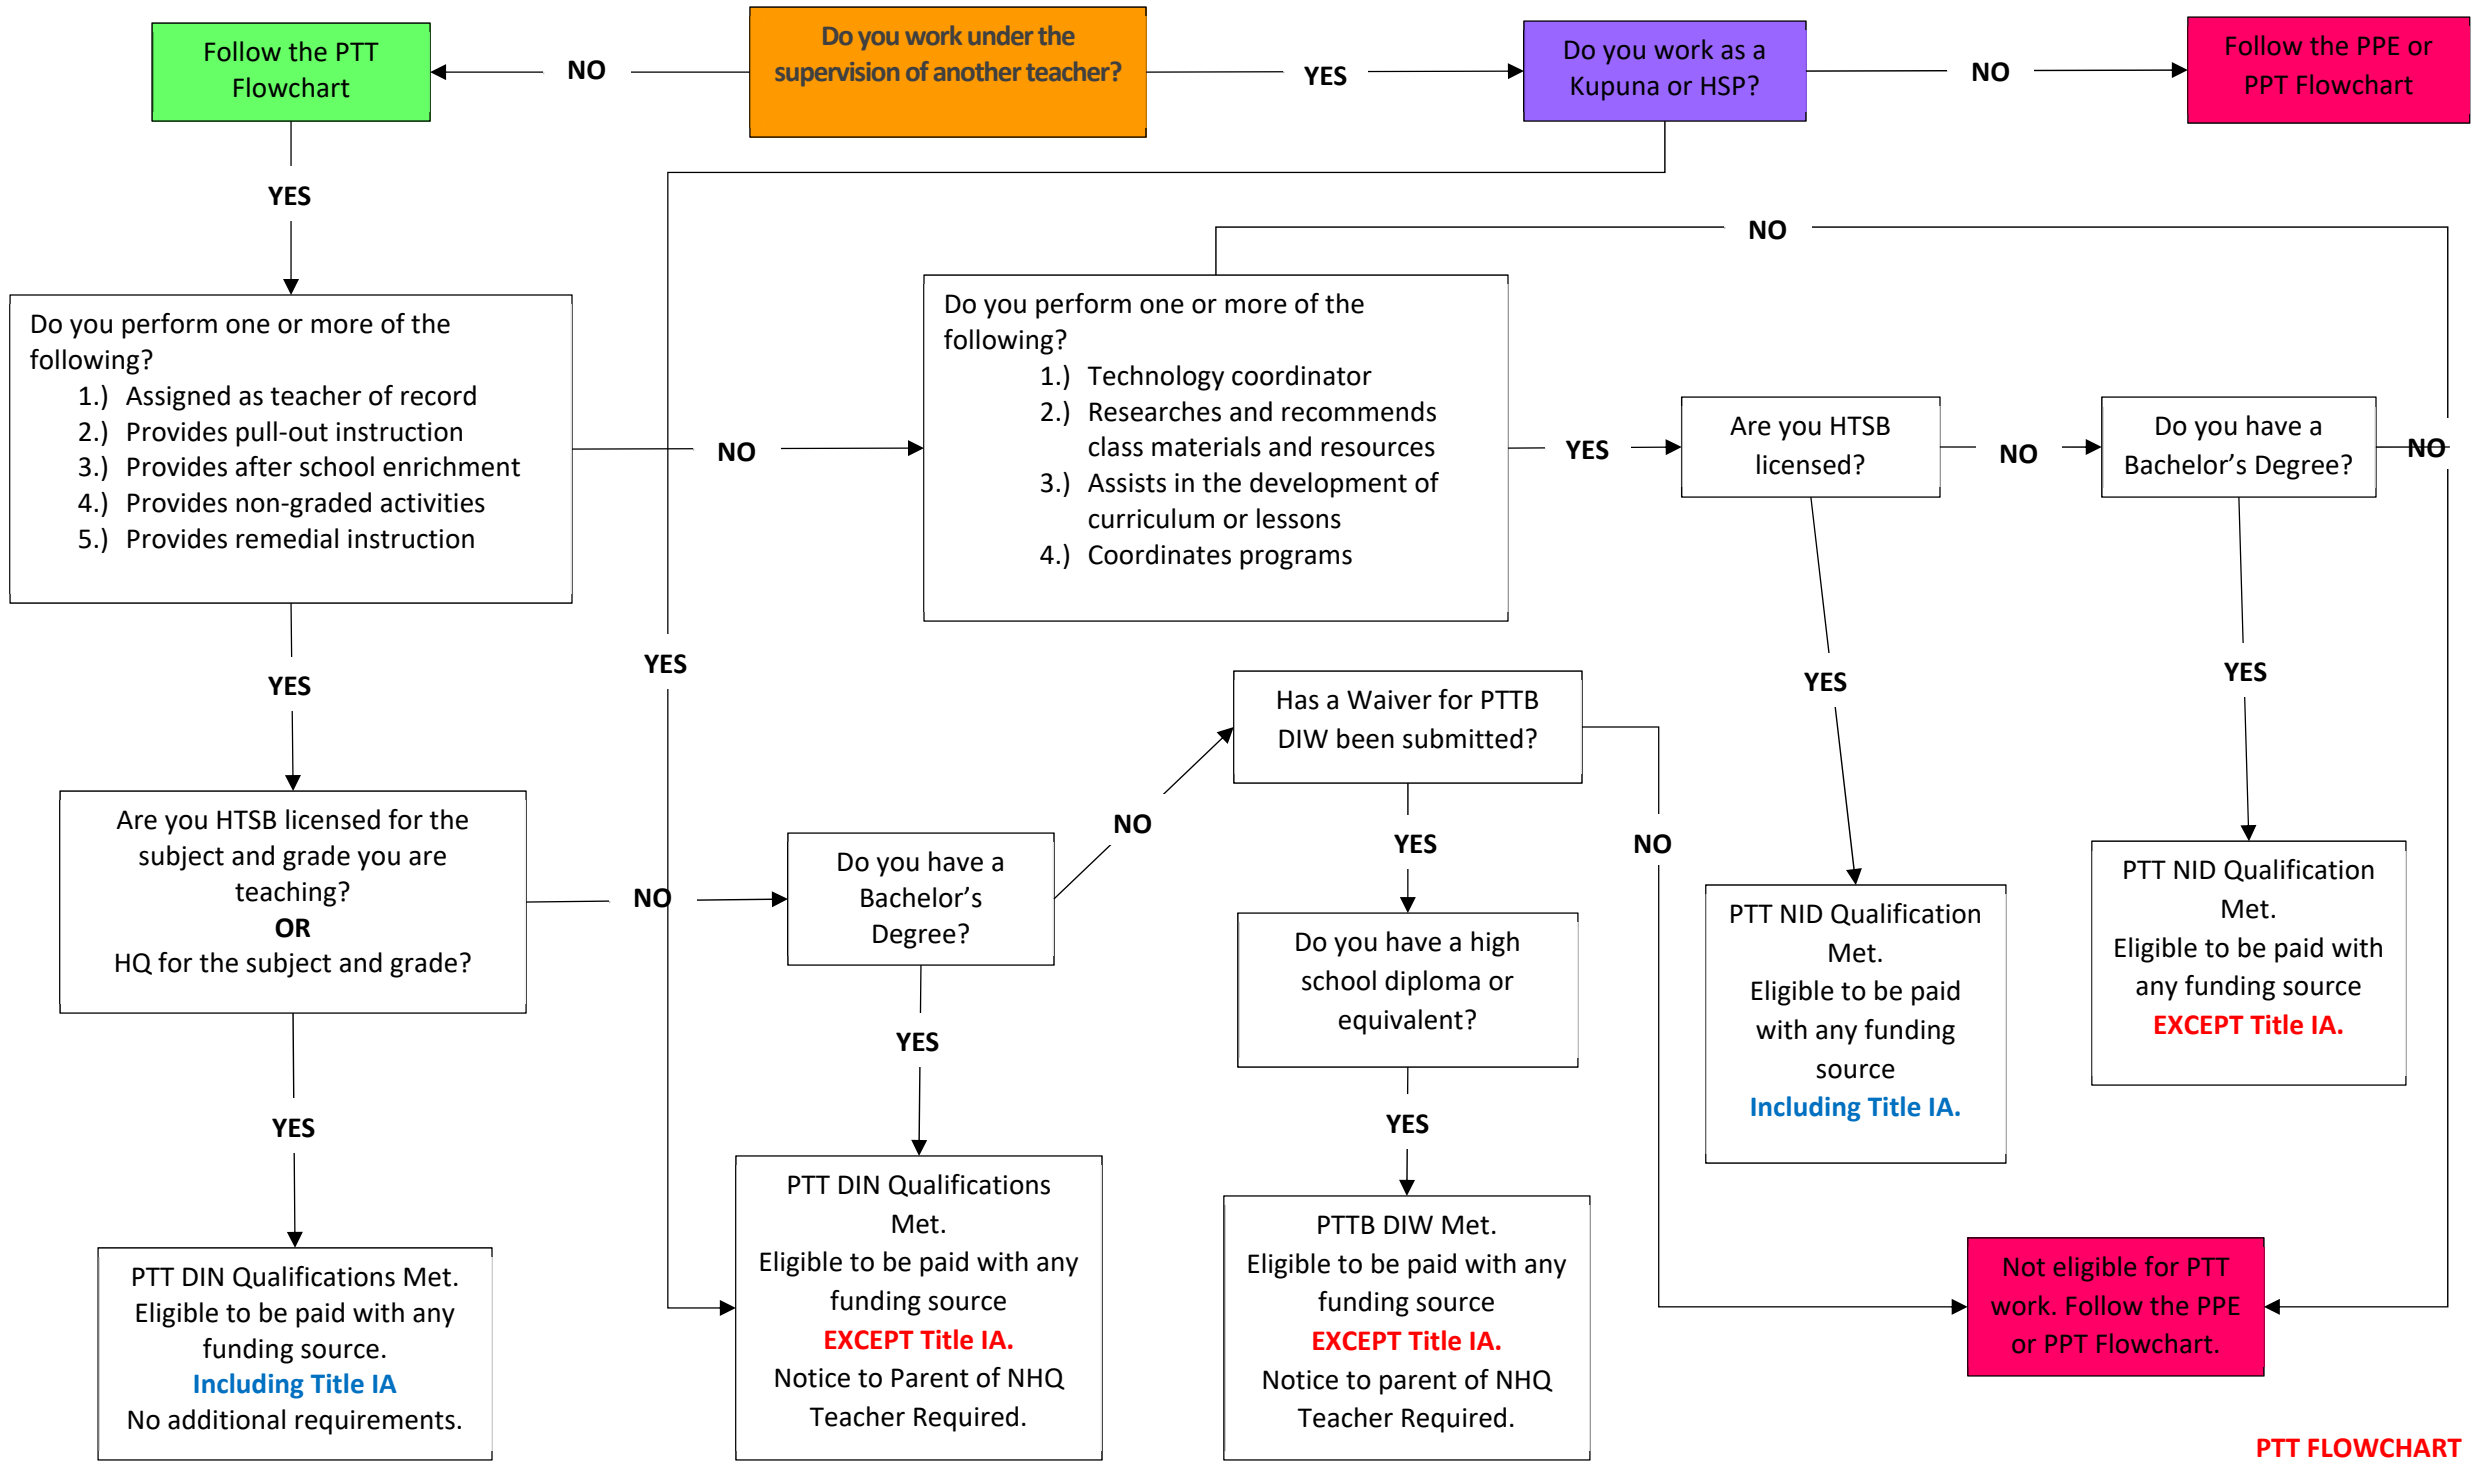 Follow the PTT
Flowchart
NO
Do you work under the
supervision of another teacher?
YES
Do you work as a
Kupuna or HSP?
NO
Follow the PPE or
PPT Flowchart
YES
NO
Do you perform one or more of the
following?
1.) Assigned as teacher of record
2.) Provides pull-out instruction
3.) Provides after school enrichment
4.) Provides non-graded activities
5.) Provides remedial instruction
NO
Do you perform one or more of the
following?
1.) Technology coordinator
2.) Researches and recommends
class materials and resources
3.) Assists in the development of
curriculum or lessons
4.) Coordinates programs
YES
Are you HTSB
licensed?
NO
Do you have a
Bachelor’s Degree?
NO
YES
YES
YES
YES
Are you HTSB licensed for the
subject and grade you are
teaching?
OR
HQ for the subject and grade?
NO
Do you have a
Bachelor’s
Degree?
NO
Has a Waiver for PTTB
DIW been submitted?
YES
NO
Do you have a high
school diploma or
equivalent?
PTT NID Qualification
Met.
Eligible to be paid
with any funding
source
Including Title IA.
PTT NID Qualification
Met.
Eligible to be paid with
any funding source
EXCEPT Title IA.
YES
YES
YES
PTT DIN Qualifications Met.
Eligible to be paid with any
funding source.
Including Title IA
No additional requirements.
PTT DIN Qualifications
Met.
Eligible to be paid with any
funding source
EXCEPT Title IA.
Notice to Parent of NHQ
Teacher Required.
PTTB DIW Met.
Eligible to be paid with any
funding source
EXCEPT Title IA.
Notice to parent of NHQ
Teacher Required.
Not eligible for PTT
work. Follow the PPE
or PPT Flowchart.
PTT FLOWCHART